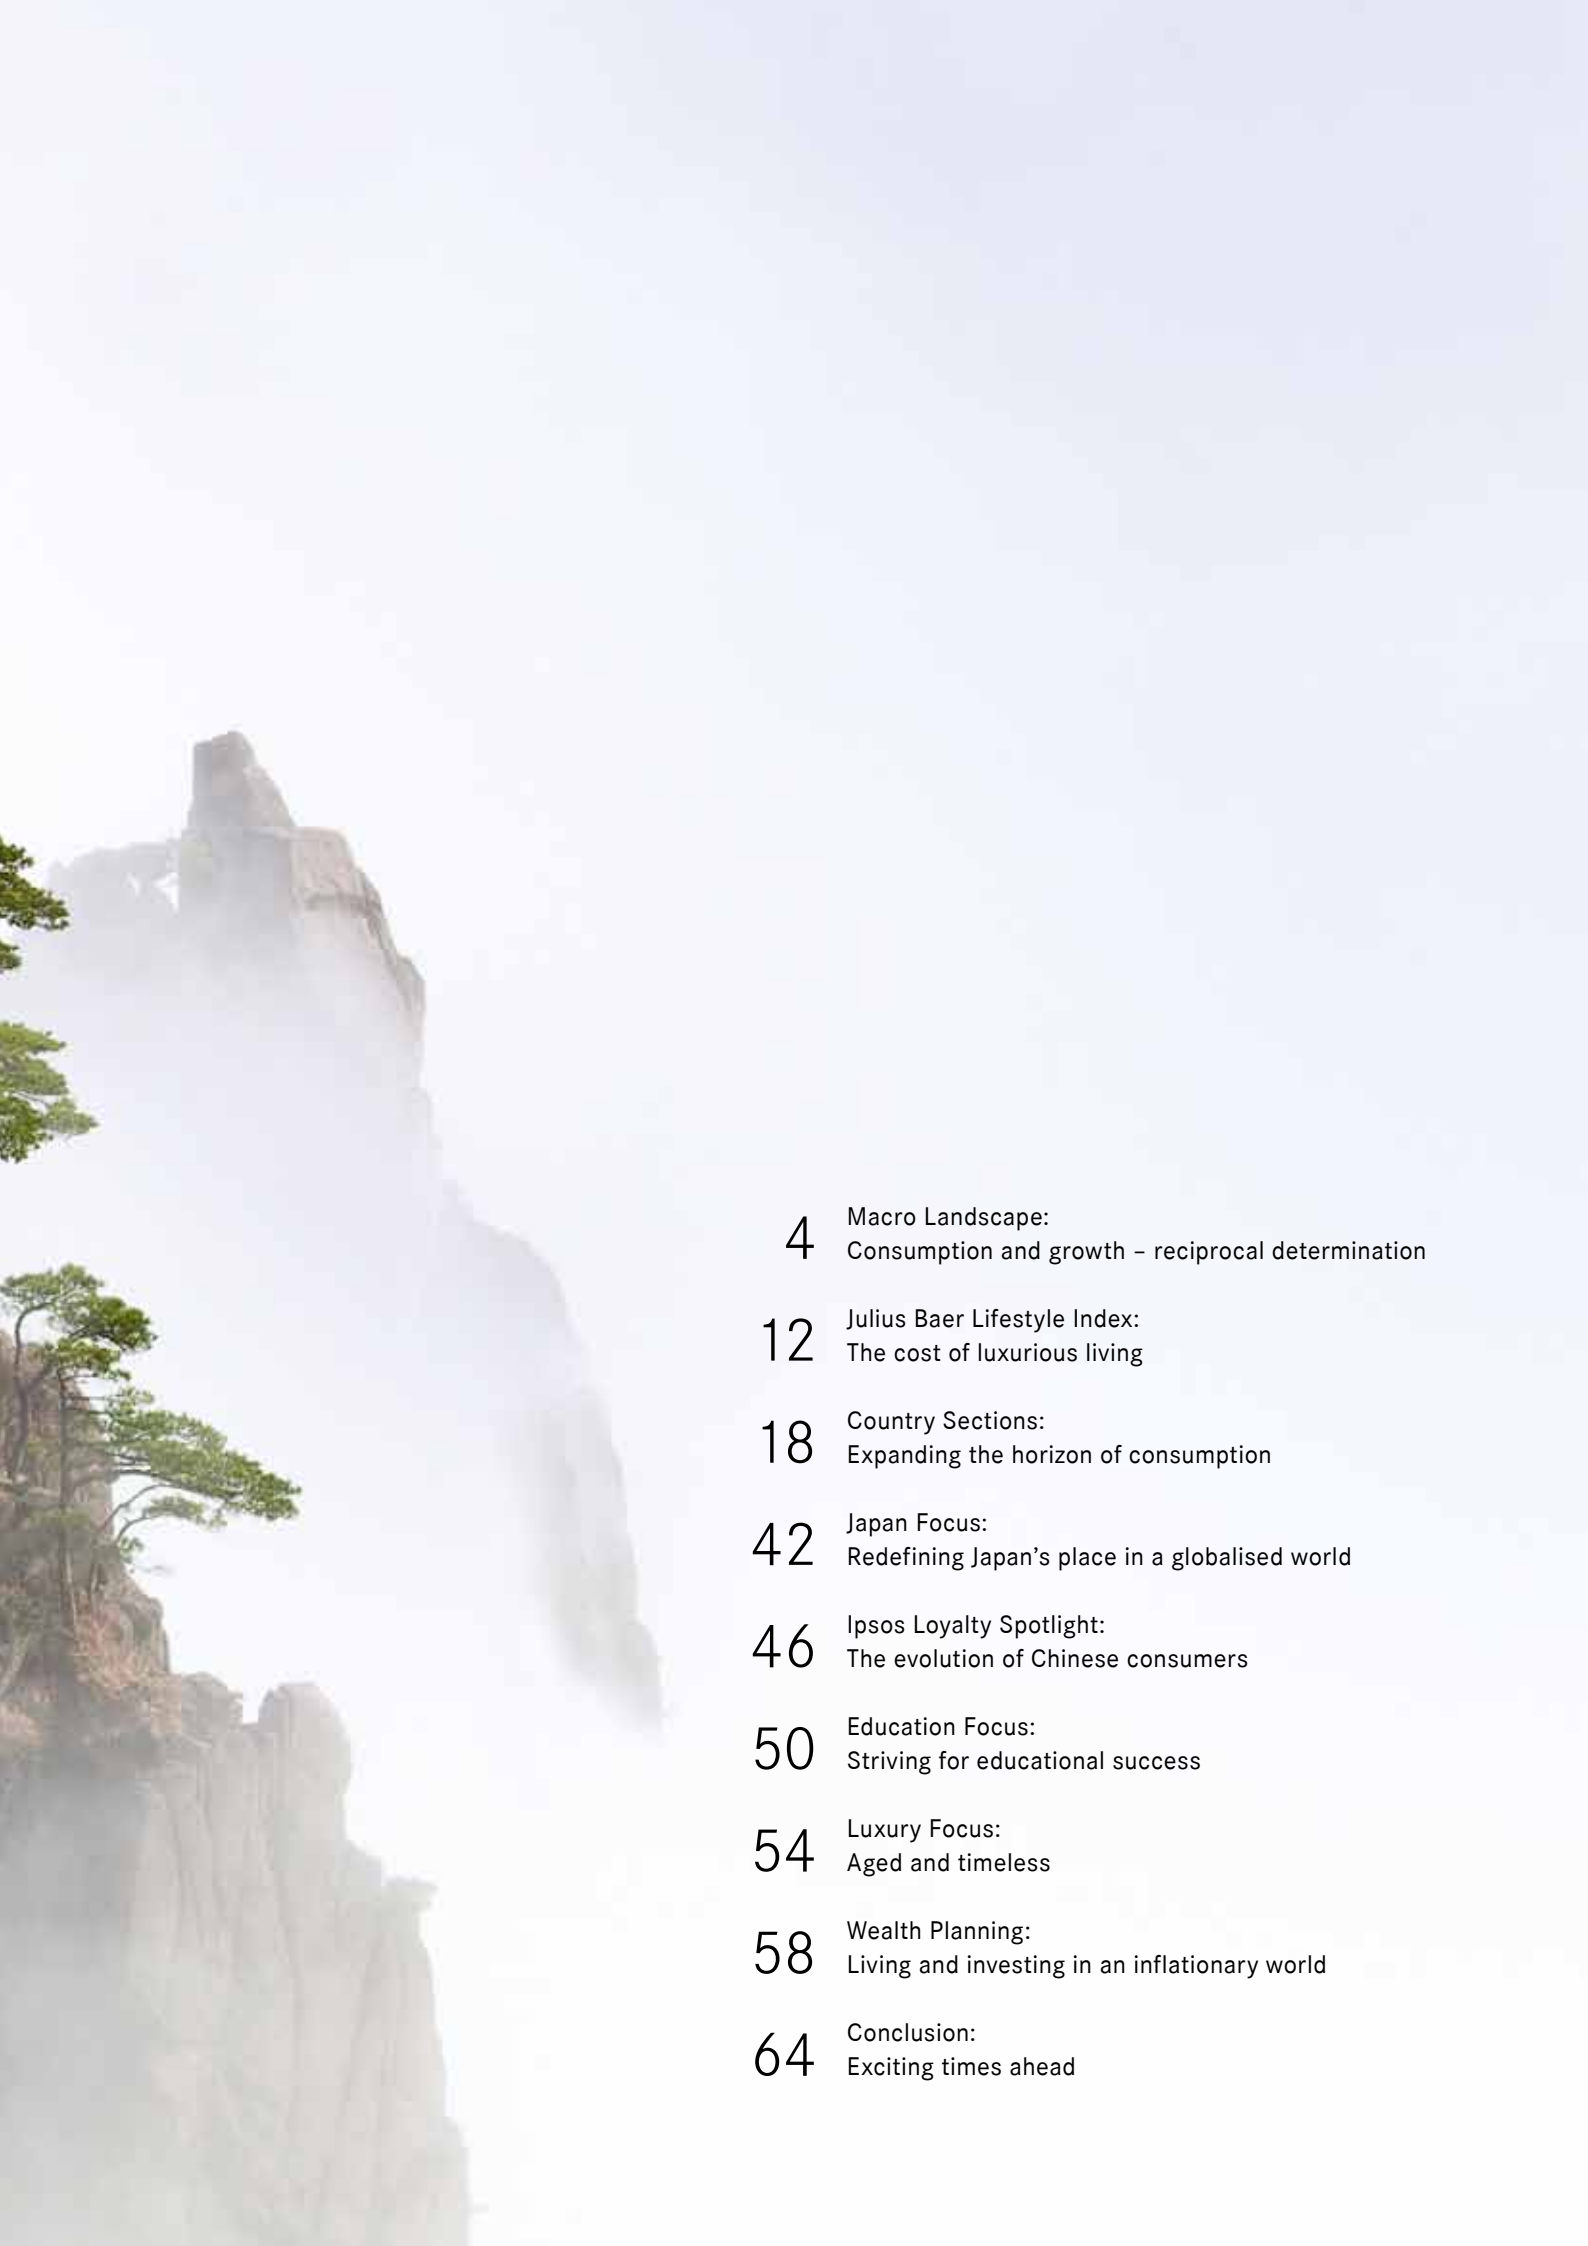 4
Macro Landscape:
Consumption and growth – reciprocal determination
12
Julius Baer Lifestyle Index:
The cost of luxurious living
18
Country Sections:
Expanding the horizon of consumption
42
Japan Focus:
Redefining Japan’s place in a globalised world
46
Ipsos Loyalty Spotlight:
The evolution of Chinese consumers
50
Education Focus:
Striving for educational success
54
Luxury Focus:
Aged and timeless
58
Wealth Planning:
Living and investing in an inflationary world
64
Conclusion:
Exciting times ahead